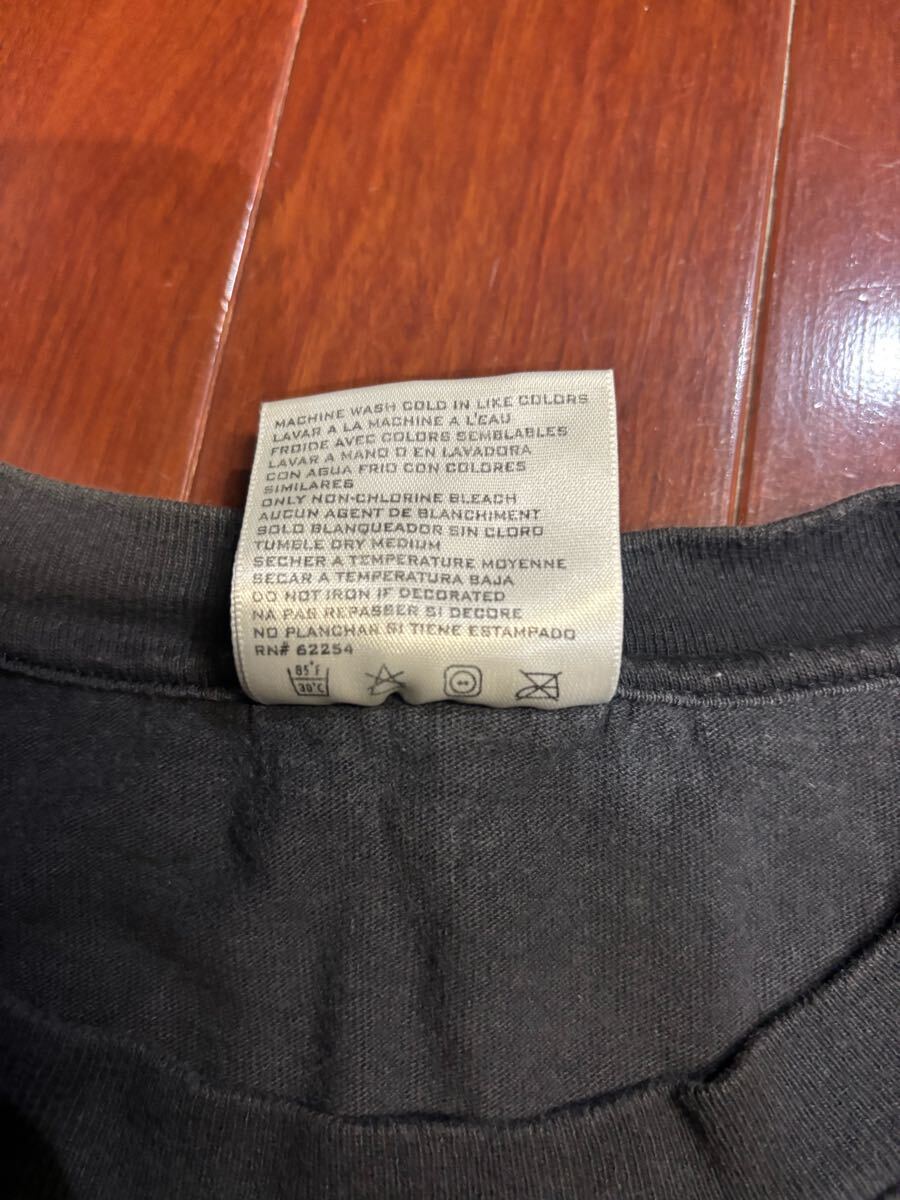 MACHINE WASH COLD IN LIKE COLORS
LAVAR A LA MACHINE A L'EAU
FROIDE AVEC COLORS SEMBLABLES
LAVAR A MANO O EN LAVADORA
CON AGUA FRIO CON COLORES
SIMILARES
ONLY NON-CHLORINE BLEACH
AUCUN AGENT DE BLANCHIMENT
SOLO BLANQUEADOR SIN CLORO
TUMBLE DRY MEDIUM
SECHER A TEMPERATURE MOYENNE
SECAR A TEMPERATURA BAJA
DO NOT IRON IF DECORATED
NA PAS REPASSER SI DECORE
NO PLANCHAR SI TIENE ESTAMPADO
RN# 62254
85°F
30°C